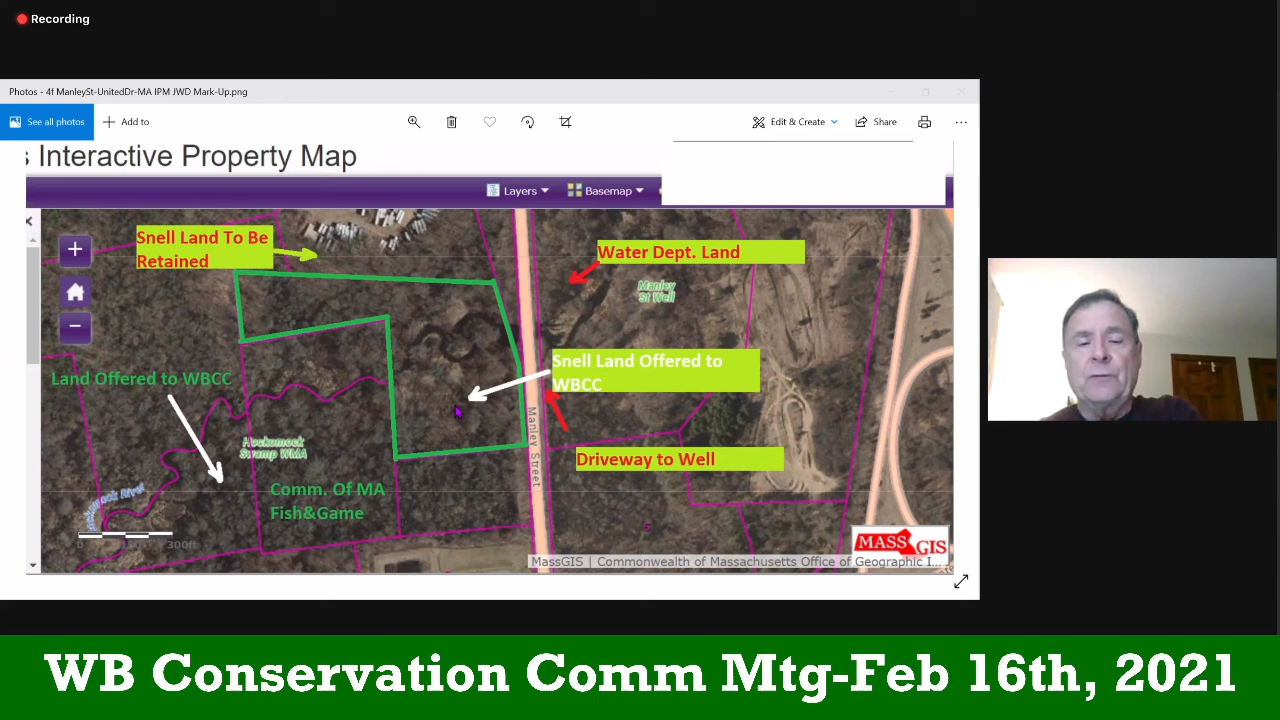 Recording
Photos - 4f ManleySt-UnitedDr-MA IPM JWD Mark-Up.png
See all photos
Add to
Edit & Create
Share
s Interactive Property Map
Layers
Basemap
Snell Land To Be
Retained
Water Dept. Land
Manley
St Well
Snell Land Offered to
WBCC
Land Offered to WBCC
Manley Street
Hockomock
Swamp WMA
Driveway to Well
Comm. Of MA
Fish&Game
River
0
300ft
MASS GIS
MassGIS | Commonwealth of Massachusetts Office of Geographic I...
WB Conservation Comm Mtg-Feb 16th, 2021